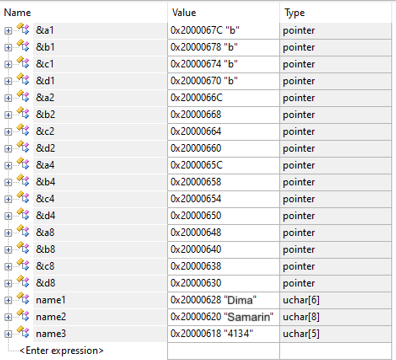 Name Value Type
&a1 0x2000067C "b" pointer
&b1 0x20000678 "b" pointer
&c1 0x20000674 "b" pointer
&d1 0x20000670 "b" pointer
&a2 0x2000066C pointer
&b2 0x20000668 pointer
&c2 0x20000664 pointer
&d2 0x20000660 pointer
&a4 0x2000065C pointer
&b4 0x20000658 pointer
&c4 0x20000654 pointer
&d4 0x20000650 pointer
&a8 0x20000648 pointer
&b8 0x20000640 pointer
&c8 0x20000638 pointer
&d8 0x20000630 pointer
name1 0x20000628 "Dima" uchar[6]
name2 0x20000620 "Samarin" uchar[8]
name3 0x20000618 "4134" uchar[5]
<Enter expression>